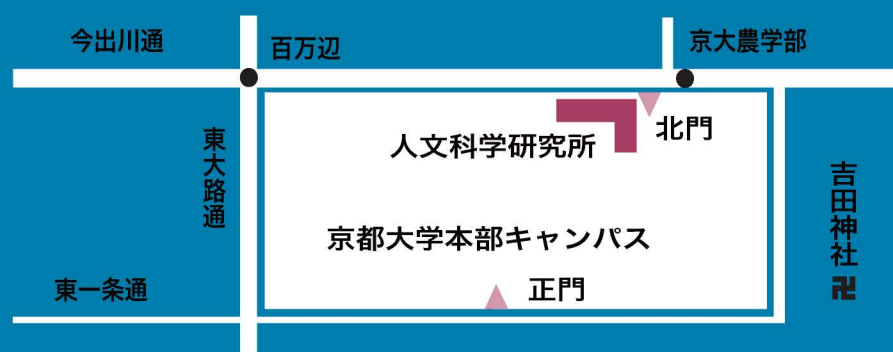 今出川通
百万辺
京大農学部
東大路通
人文科学研究所
北門
吉田神社
京都大学本部キャンパス
東一条通
正門